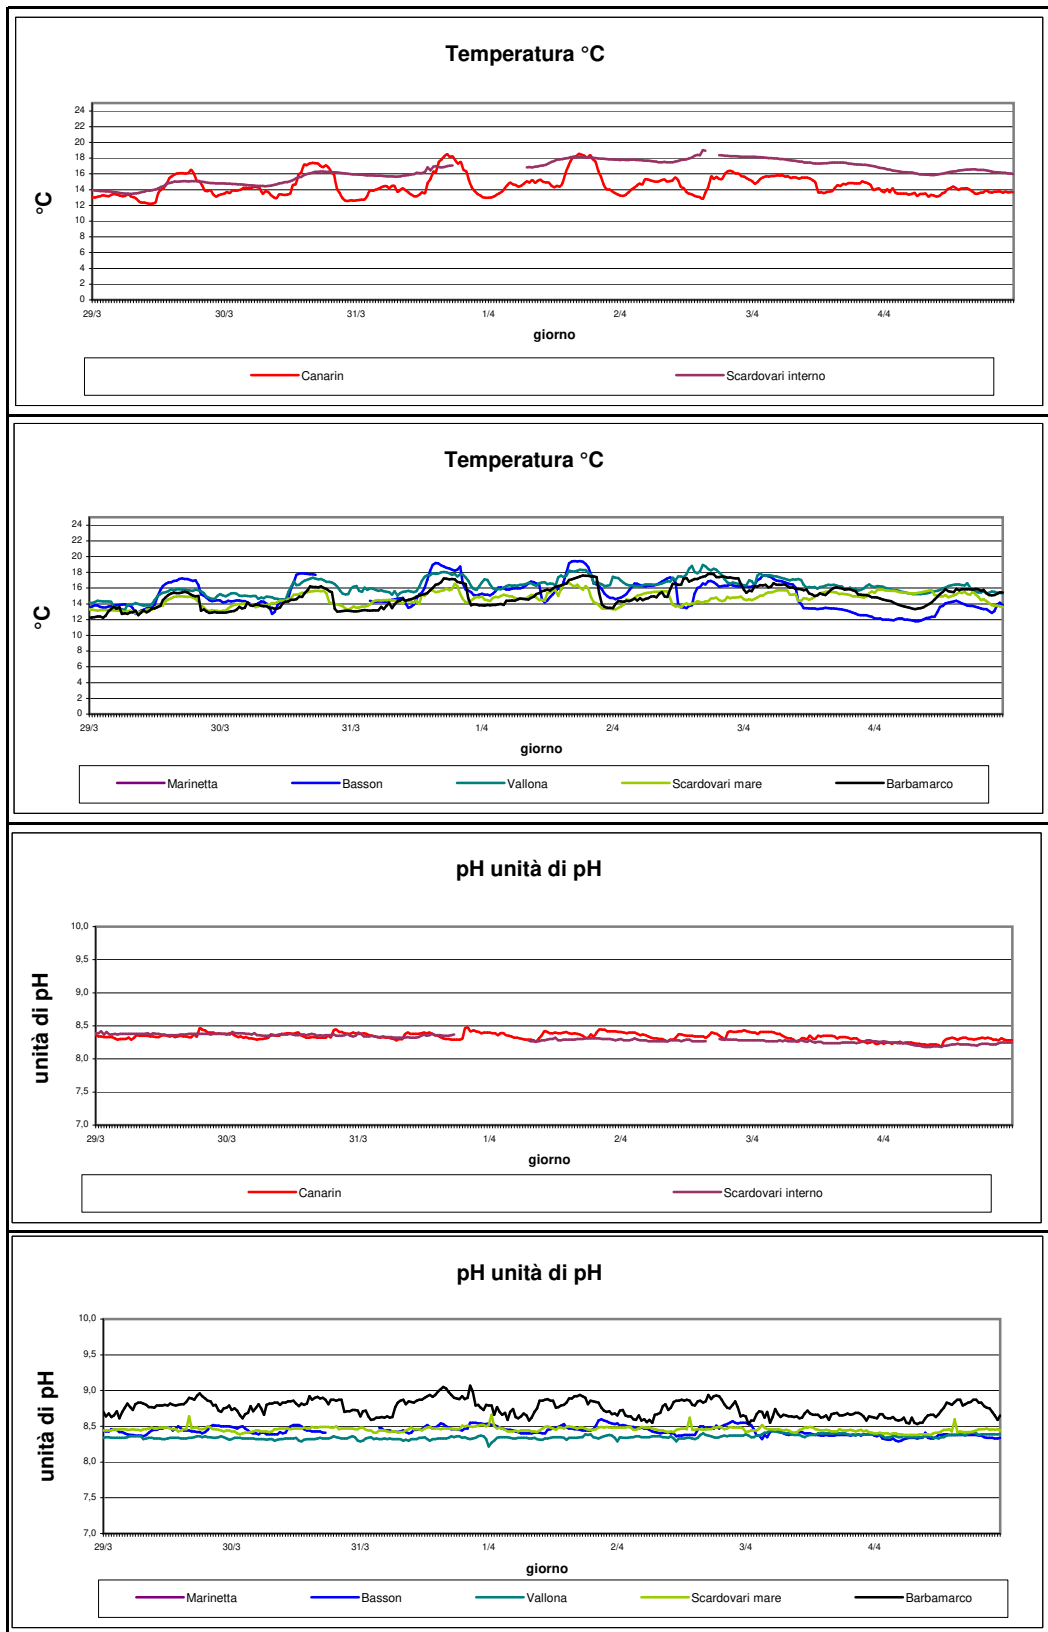 Temperatura °C
24
22
20
18
16
14
12
10
8
6
4
2
0
°C
29/3 30/3 31/3 1/4 2/4 3/4 4/4
giorno
Canarin Scardovari interno
Temperatura °C
24
22
20
18
16
14
12
10
8
6
4
2
0
°C
29/3 30/3 31/3 1/4 2/4 3/4 4/4
giorno
Marinetta Basson Vallona Scardovari mare Barbamarco
pH unità di pH
10,0
9,5
9,0
8,5
8,0
7,5
7,0
unità di pH
29/3 30/3 31/3 1/4 2/4 3/4 4/4
giorno
Canarin Scardovari interno
pH unità di pH
10,0
9,5
9,0
8,5
8,0
7,5
7,0
unità di pH
29/3 30/3 31/3 1/4 2/4 3/4 4/4
giorno
Marinetta Basson Vallona Scardovari mare Barbamarco